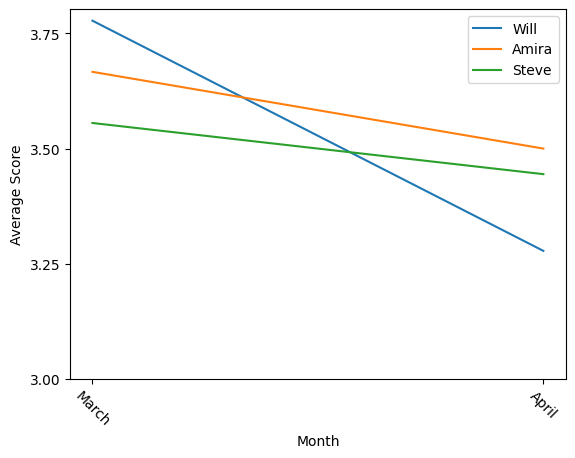 3.75
3.50
3.25
3.00
Average Score
March
April
Month
Will
Amira
Steve